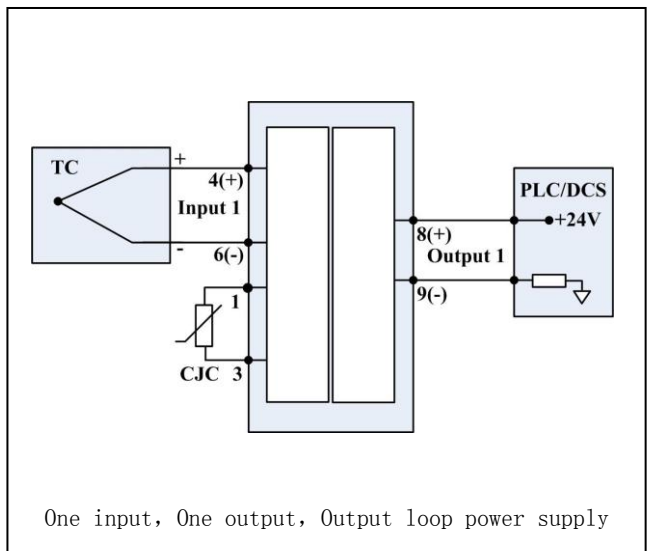 TC
+
4(+)
Input 1
-
6(-)
1
CJC 3
8(+)
Output 1
9(-)
PLC/DCS
+24V
One input, One output, Output loop power supply